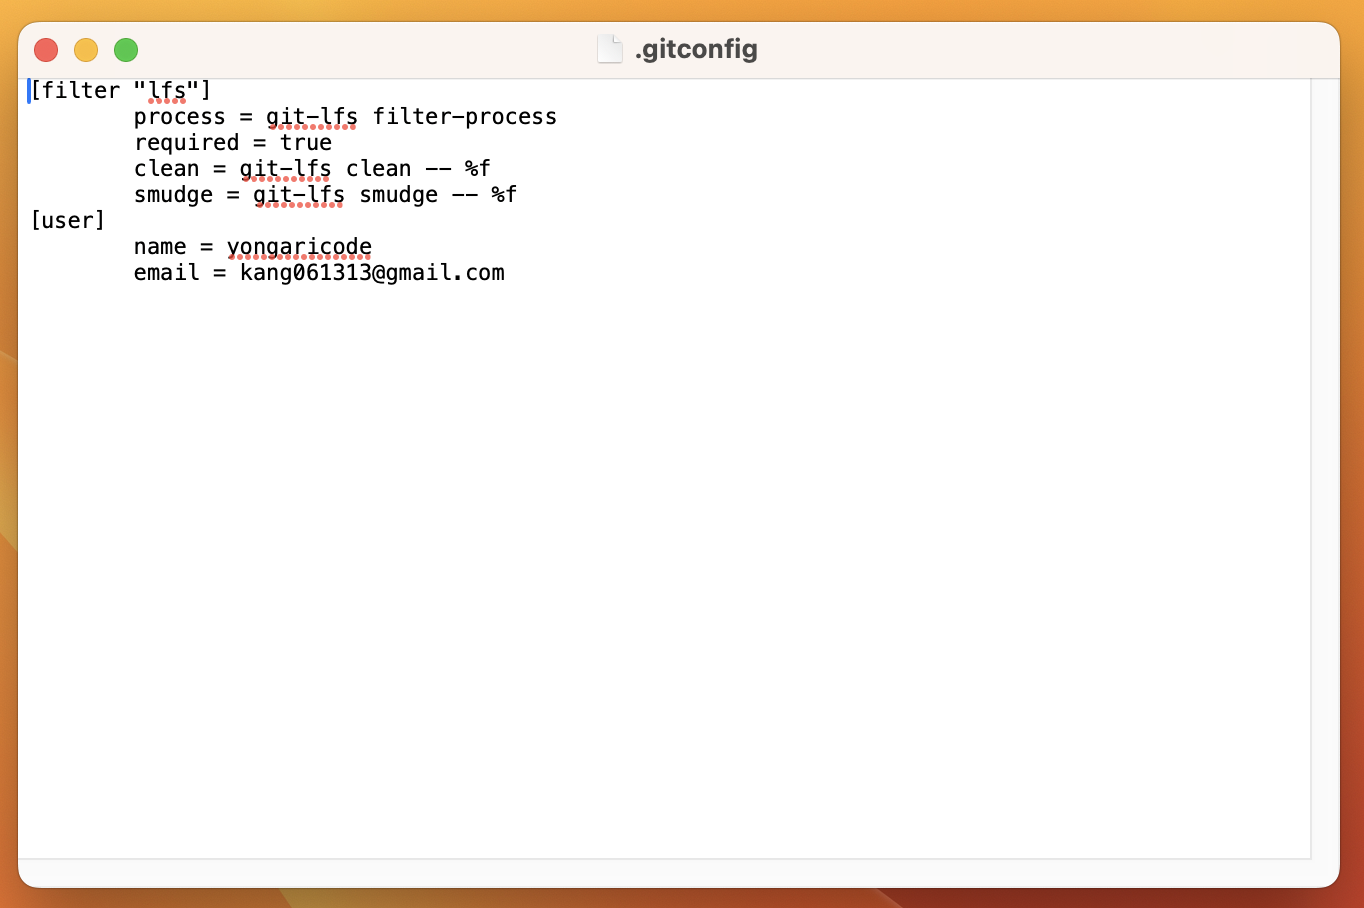 .gitconfig
[filter "lfs"]
process = git-lfs filter-process
required = true
clean = git-lfs clean -- %f
smudge = git-lfs smudge -- %f
[user]
name = yongaricode
email = kang061313@gmail.com